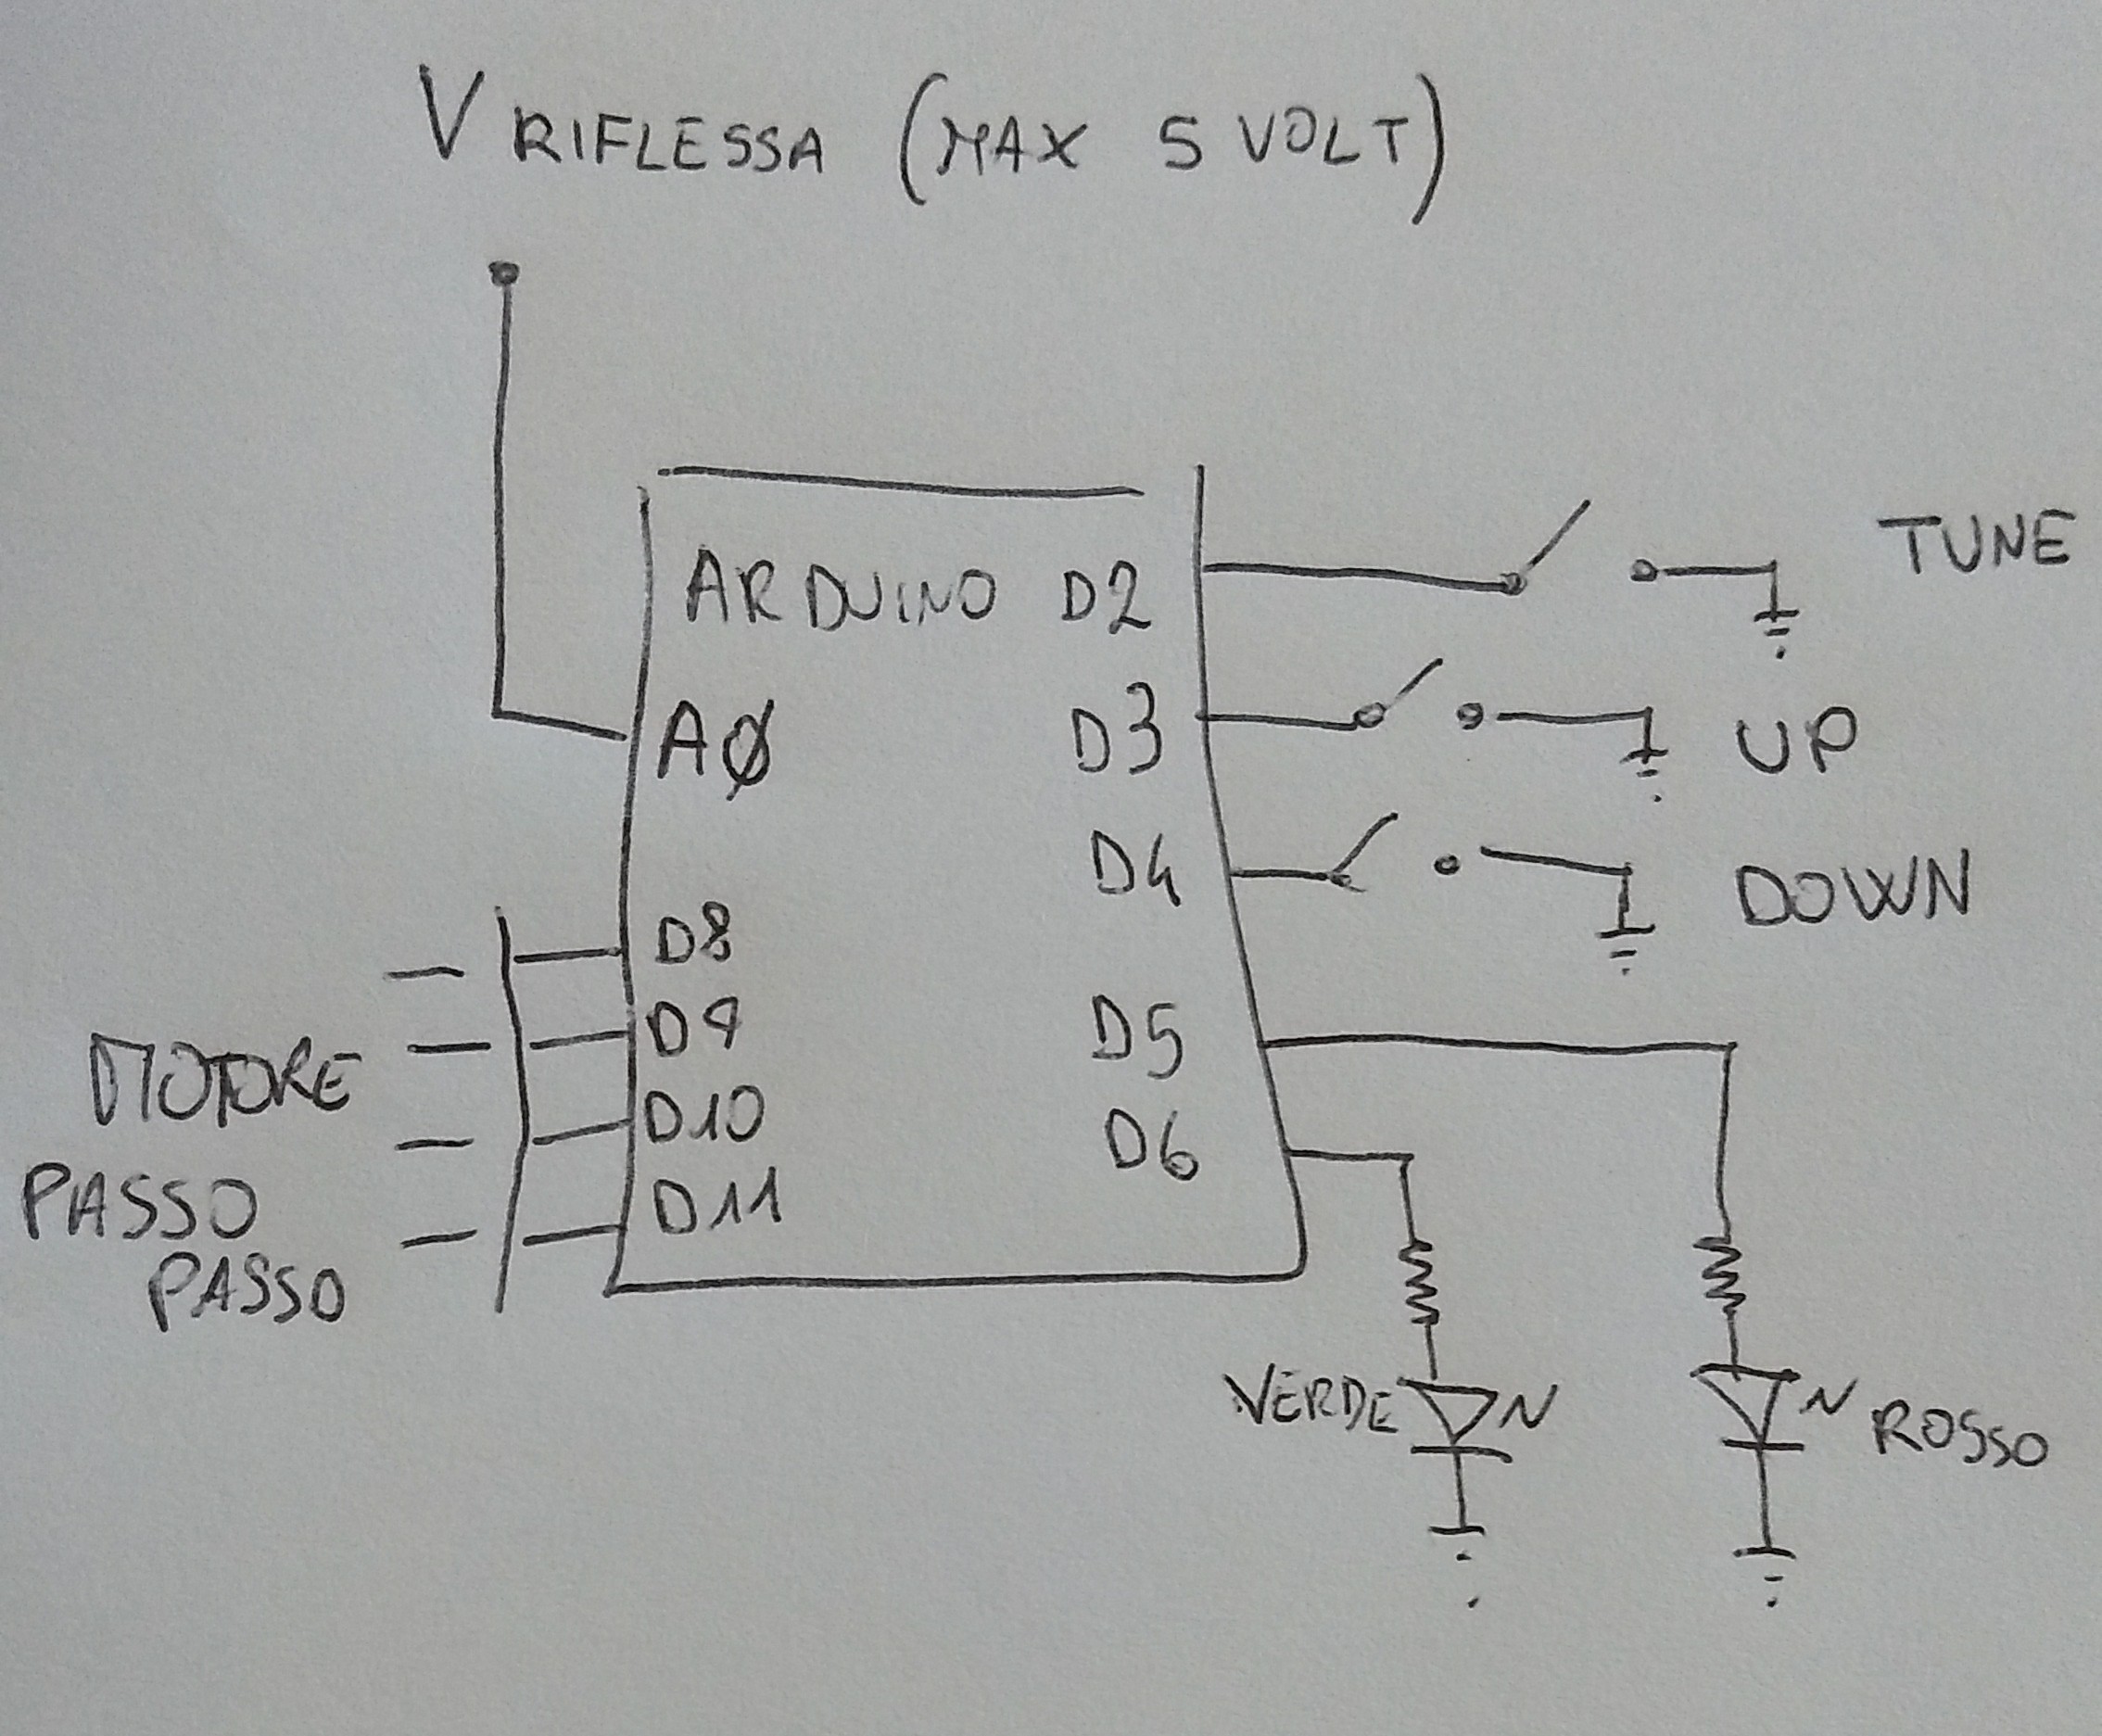 V RIFLESSA (MAX 5 VOLT)
ARDUINO D2
TUNE
AØ
D3
UP
D4
DOWN
D8
D9
D5
MOTORE
D10
D6
PASSO
D11
PASSO
VERDE
ROSSO